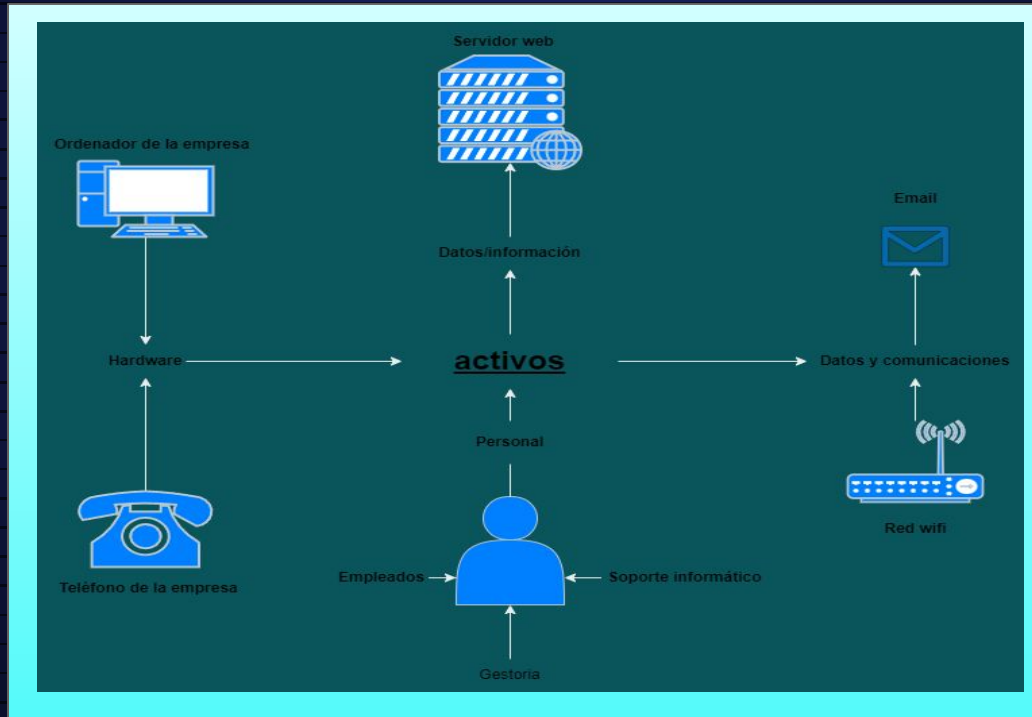 Servidor web
Ordenador de la empresa
Email
Datos/información
Hardware
activos
Datos y comunicaciones
Personal
Red wifi
Empleados
Soporte informático
Teléfono de la empresa
Gestoria